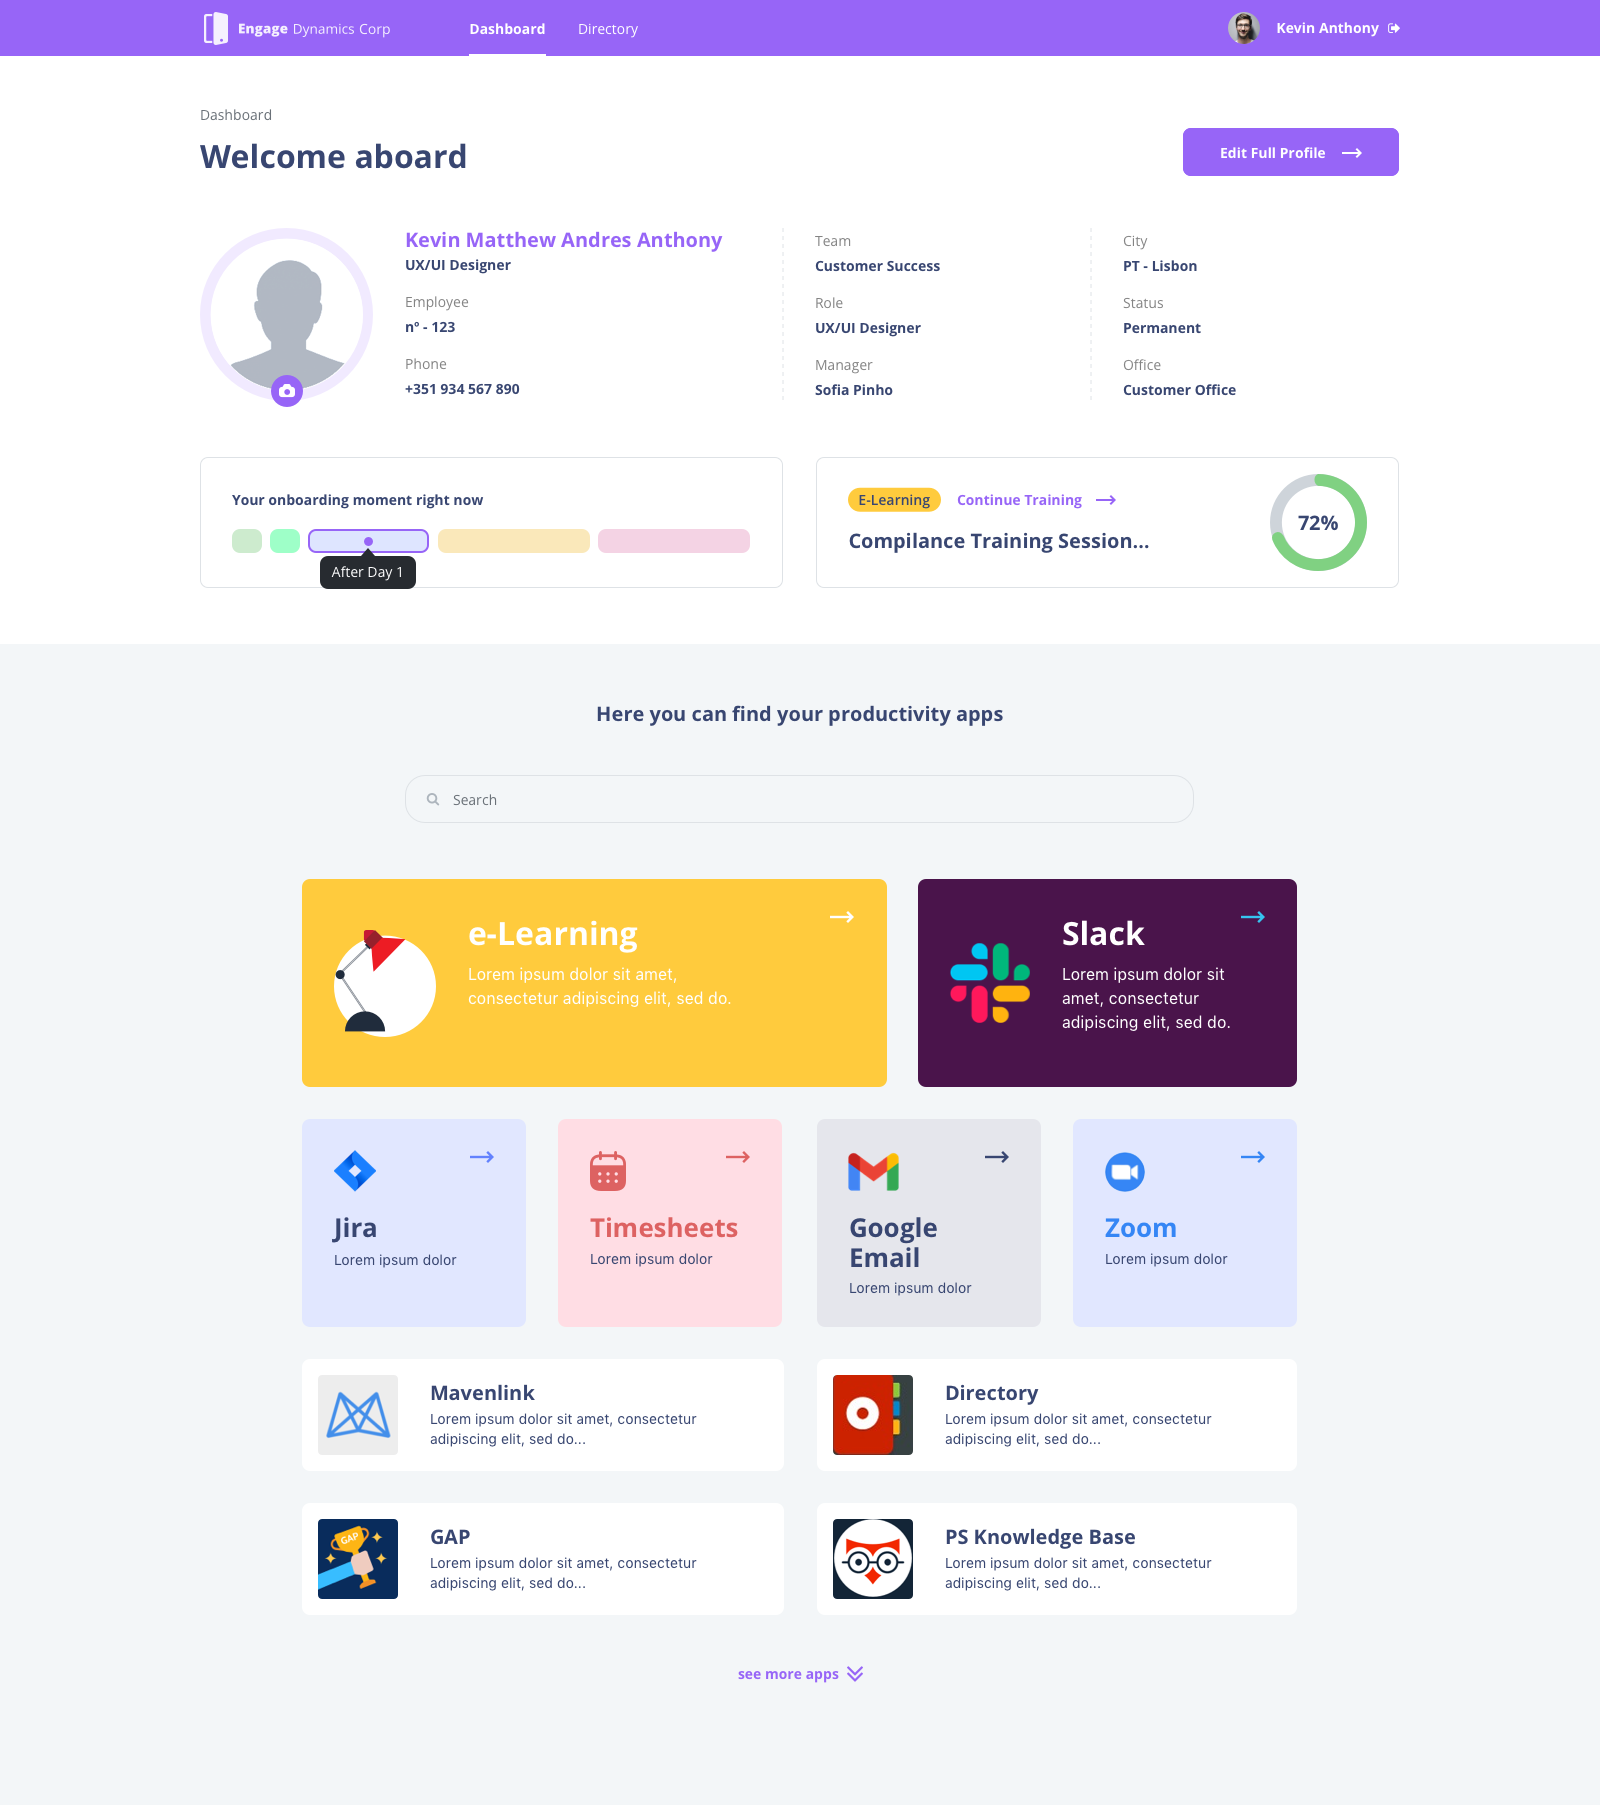 Engage Dynamics Corp
Dashboard
Directory
Kevin Anthony
Dashboard
Welcome aboard
Edit Full Profile
Kevin Matthew Andres Anthony
UX/UI Designer
Employee
nº - 123
Phone
+351 934 567 890
Team
Customer Success
Role
UX/UI Designer
Manager
Sofia Pinho
City
PT - Lisbon
Status
Permanent
Office
Customer Office
Your onboarding moment right now
After Day 1
E-Learning
Continue Training
Compilance Training Session...
72%
Here you can find your productivity apps
Search
e-Learning
Lorem ipsum dolor sit amet,
consectetur adipiscing elit, sed do.
Slack
Lorem ipsum dolor sit
amet, consectetur
adipiscing elit, sed do.
Jira
Lorem ipsum dolor
Timesheets
Lorem ipsum dolor
Google
Email
Lorem ipsum dolor
Zoom
Lorem ipsum dolor
Mavenlink
Lorem ipsum dolor sit amet, consectetur
adipiscing elit, sed do...
Directory
Lorem ipsum dolor sit amet, consectetur
adipiscing elit, sed do...
GAP
GAP
Lorem ipsum dolor sit amet, consectetur
adipiscing elit, sed do...
PS Knowledge Base
Lorem ipsum dolor sit amet, consectetur
adipiscing elit, sed do...
see more apps